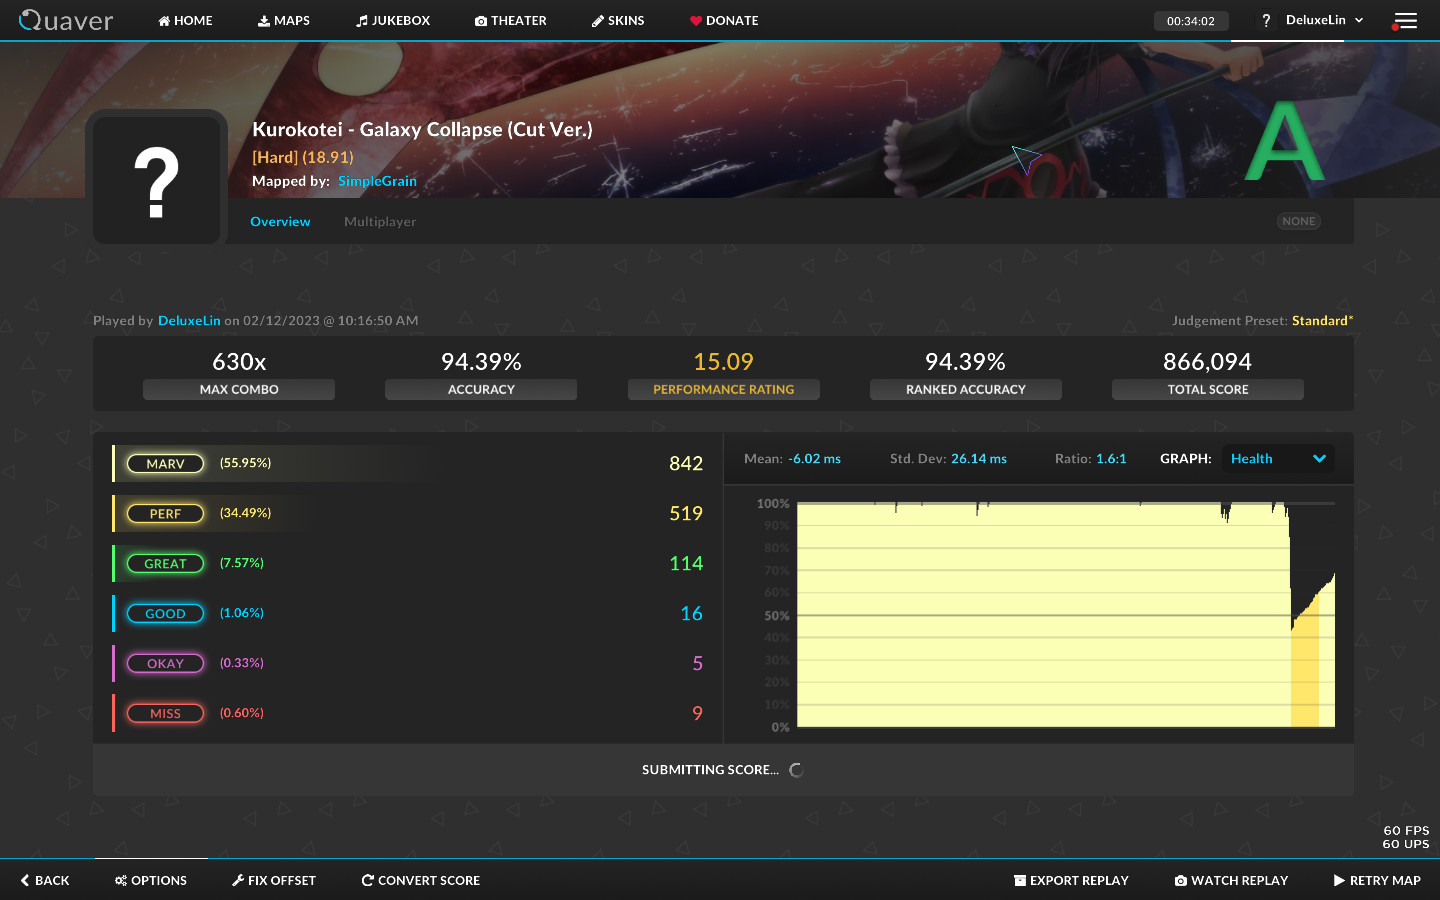 Quaver HOME MAPS JUKEBOX THEATER SKINS DONATE 00:34:02 ? DeluxeLin
?
Kurokotei - Galaxy Collapse (Cut Ver.)
[Hard] (18.91)
Mapped by: SimpleGrain
A
Overview Multiplayer NONE
Played by DeluxeLin on 02/12/2023 @ 10:16:50 AM Judgement Preset: Standard*
630x 94.39% 15.09 94.39% 866,094
MAX COMBO ACCURACY PERFORMANCE RATING RANKED ACCURACY TOTAL SCORE
MARV (55.95%) 842
PERF (34.49%) 519
GREAT (7.57%) 114
GOOD (1.06%) 16
OKAY (0.33%) 5
MISS (0.60%) 9
Mean: -6.02 ms Std. Dev: 26.14 ms Ratio: 1.6:1 GRAPH: Health
100%
90%
80%
70%
60%
50%
40%
30%
20%
10%
0%
SUBMITTING SCORE...
60 FPS
60 UPS
BACK OPTIONS FIX OFFSET CONVERT SCORE EXPORT REPLAY WATCH REPLAY RETRY MAP